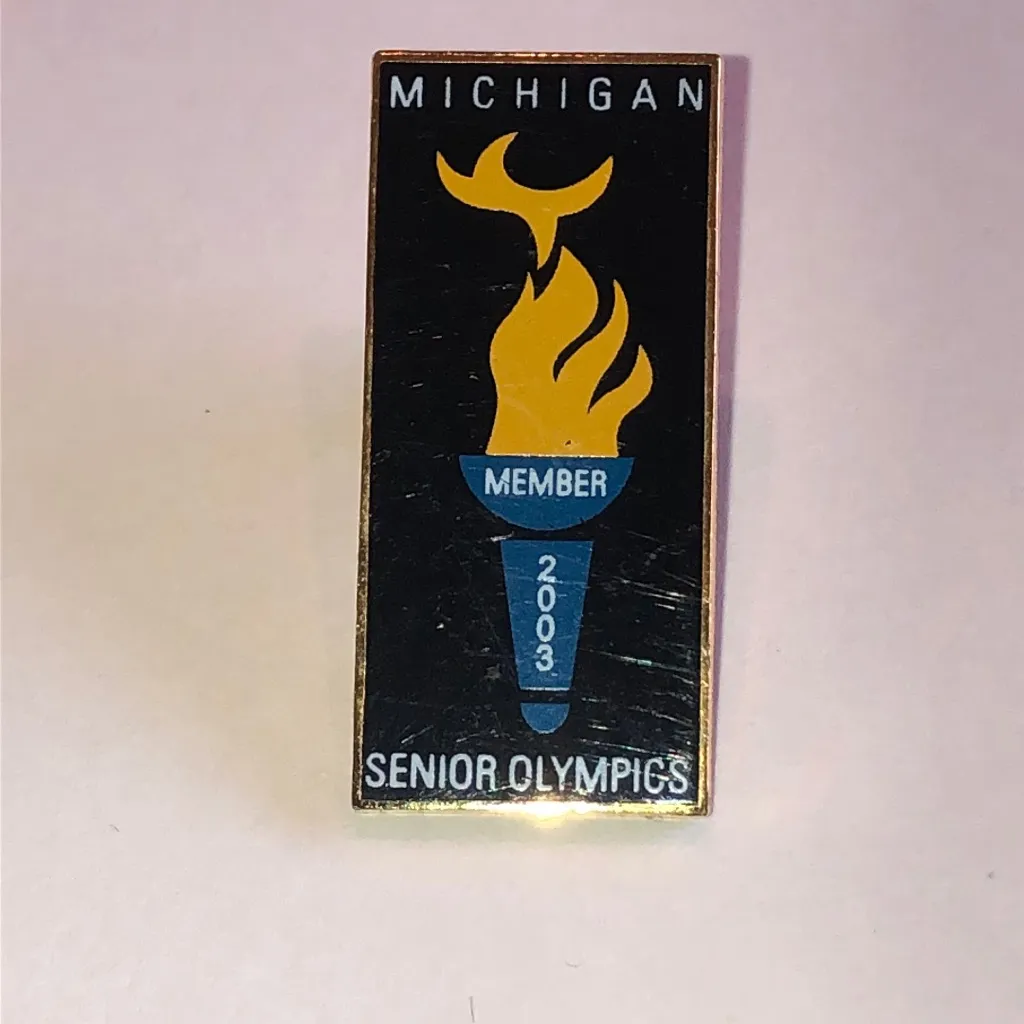 MICHIGAN
MEMBER
2003
SENIOR OLYMPICS